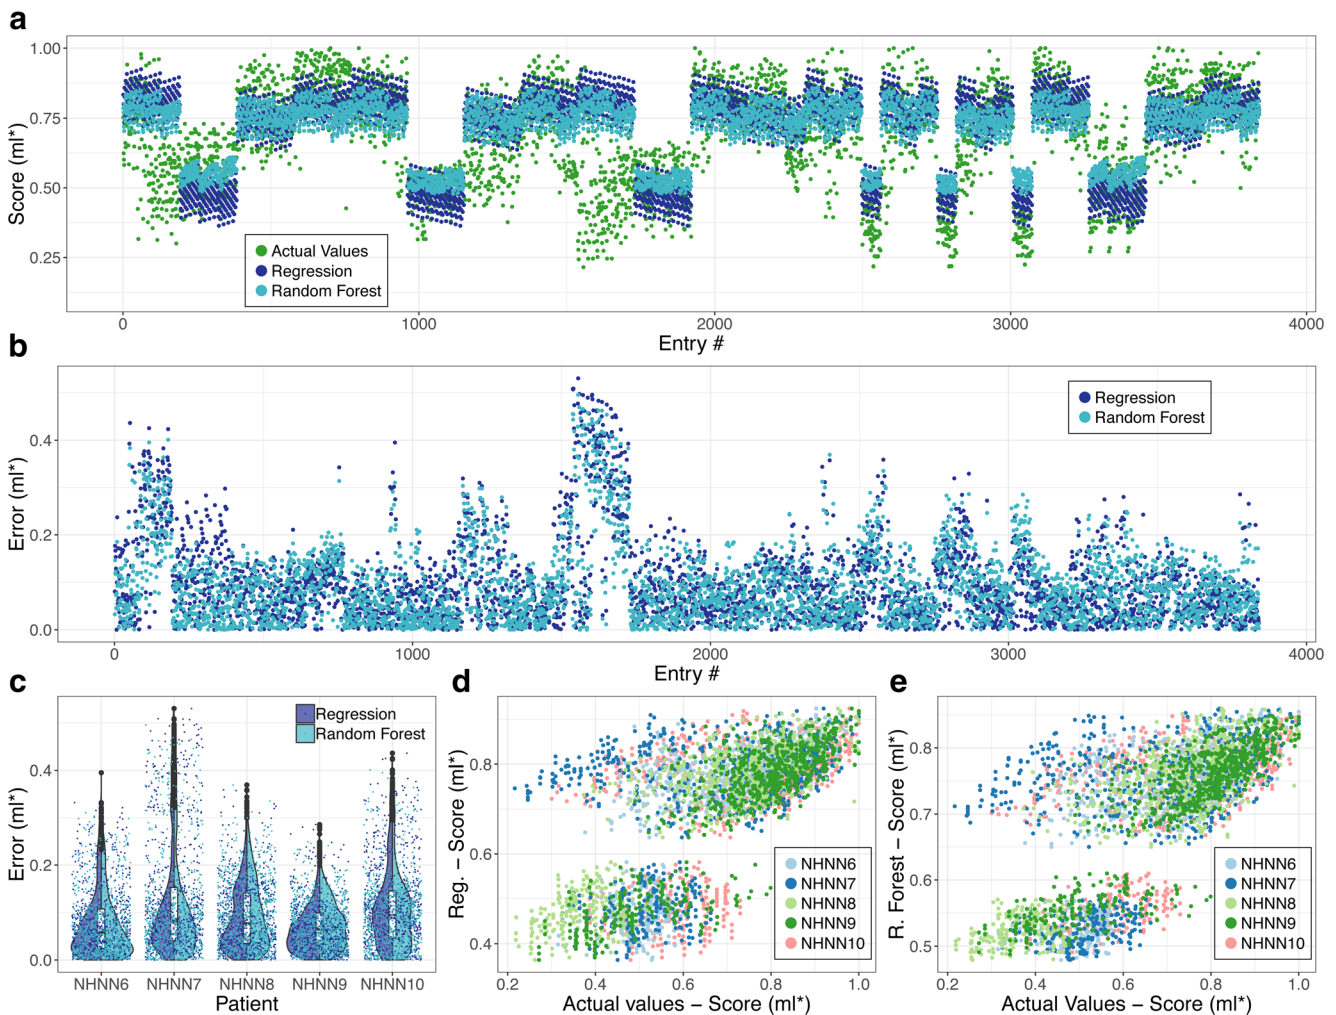 a
Score (ml*)
1.00
0.75
0.50
0.25
Actual Values
Regression
Random Forest
0
1000
2000
3000
4000
Entry #
b
Error (ml*)
0.4
0.2
0.0
Regression
Random Forest
0
1000
2000
3000
4000
Entry #
c
Error (ml*)
0.4
0.2
0.0
Regression
Random Forest
NHNN6 NHNN7 NHNN8 NHNN9 NHNN10
Patient
d
Reg. – Score (ml*)
0.8
0.6
0.4
NHNN6
NHNN7
NHNN8
NHNN9
NHNN10
0.2 0.4 0.6 0.8 1.0
Actual values – Score (ml*)
e
R. Forest – Score (ml*)
0.8
0.7
0.6
0.5
NHNN6
NHNN7
NHNN8
NHNN9
NHNN10
0.2 0.4 0.6 0.8 1.0
Actual Values – Score (ml*)